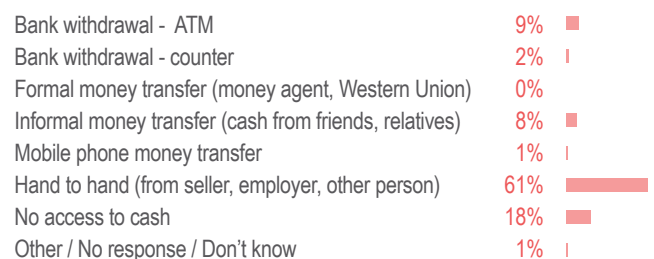 Bank withdrawal - ATM 9%
Bank withdrawal - counter 2%
Formal money transfer (money agent, Western Union) 0%
Informal money transfer (cash from friends, relatives) 8%
Mobile phone money transfer 1%
Hand to hand (from seller, employer, other person) 61%
No access to cash 18%
Other / No response / Don't know 1%